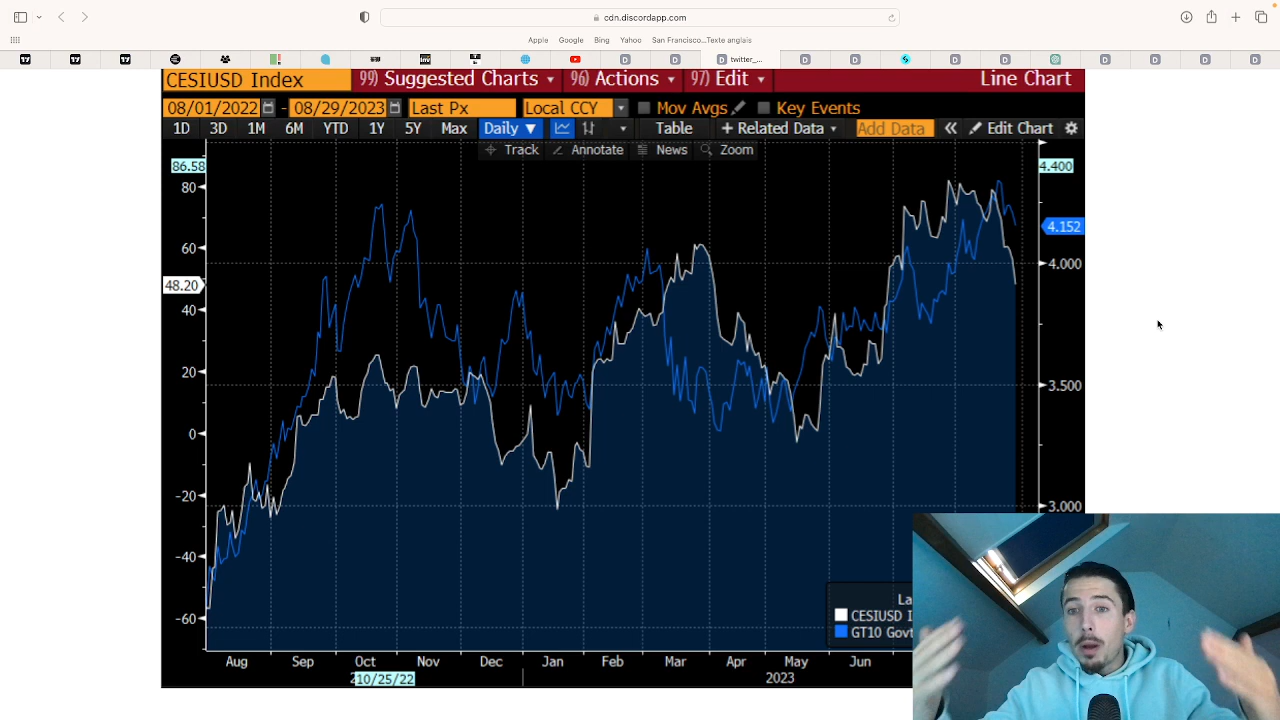 cdn.discordapp.com
Apple Google Bing Yahoo San Francisco...Texte anglais
twitter_...
CESIUSD Index 99) Suggested Charts 96) Actions 97) Edit Line Chart
08/01/2022 - 08/29/2023 Last Px Local CCY Mov Avgs Key Events
1D 3D 1M 6M YTD 1Y 5Y Max Daily ▼ Table + Related Data Add Data « Edit Chart
Track Annotate News Zoom
86.58 4.400
80
4.152
60
4.000
48.20
40
20
3.500
0
-20
3.000
-40
-60
La
CESIUSD I
GT10 Govt
Aug Sep Oct Nov Dec Jan Feb Mar Apr May Jun
10/25/22 2023